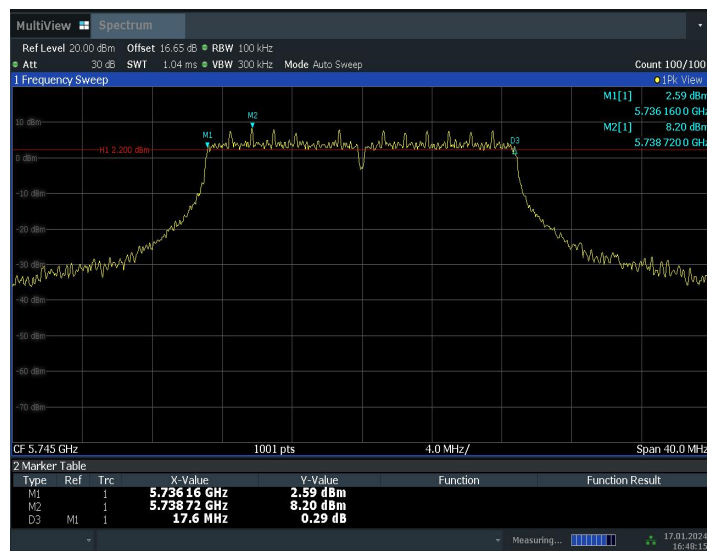 MultiView Spectrum
Ref Level 20.00 dBm Offset 16.65 dB RBW 100 kHz
Att 30 dB SWT 1.04 ms VBW 300 kHz Mode Auto Sweep Count 100/100
1 Frequency Sweep 1Pk View
M1[1] 2.59 dBm
5.736 160 0 GHz
M2[1] 8.20 dBm
5.738 720 0 GHz
M2
10 dBm
M1
D3
H1 2.200 dBm
0 dBm
-10 dBm
-20 dBm
-30 dBm
-40 dBm
-50 dBm
-60 dBm
-70 dBm
CF 5.745 GHz 1001 pts 4.0 MHz/ Span 40.0 MHz
2 Marker Table
Type Ref Trc X-Value Y-Value Function Function Result
M1 1 5.736 16 GHz 2.59 dBm
M2 1 5.738 72 GHz 8.20 dBm
D3 M1 1 17.6 MHz 0.29 dB
Measuring... 17.01.2024
16:48:15